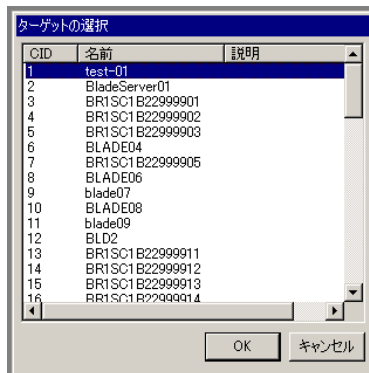 ターゲットの選択
CID 名前 説明
1 test-01
2 BladeServer01
3 BR1SC1B22999901
4 BR1SC1B22999902
5 BR1SC1B22999903
6 BLADE04
7 BR1SC1B22999905
8 BLADE06
9 blade07
10 BLADE08
11 blade09
12 BLD2
13 BR1SC1B22999911
14 BR1SC1B22999912
15 BR1SC1B22999913
16 BR1SC1B22999914
OK キャンセル